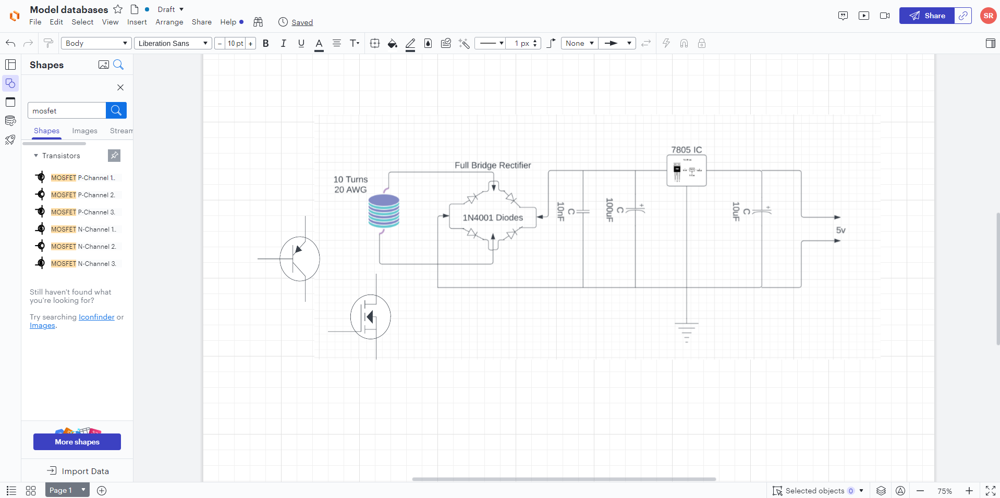 Model databases
Draft
File Edit Select View Insert Arrange Share Help
Saved
Share
SR
Body
Liberation Sans
− 10 pt +
B I U A T
1 px
None
Shapes
mosfet
Shapes Images Stream
Transistors
MOSFET P-Channel 1..
MOSFET P-Channel 2.
MOSFET P-Channel 3.
MOSFET N-Channel 1..
MOSFET N-Channel 2.
MOSFET N-Channel 3.
Still haven't found what
you're looking for?
Try searching Iconfinder or
Images.
More shapes
Import Data
7805 IC
Full Bridge Rectifier
10 Turns
20 AWG
1N4001 Diodes
C
10nF
C
100uF
+
C
10uF
+
5v
Page 1
Selected objects 0
75%